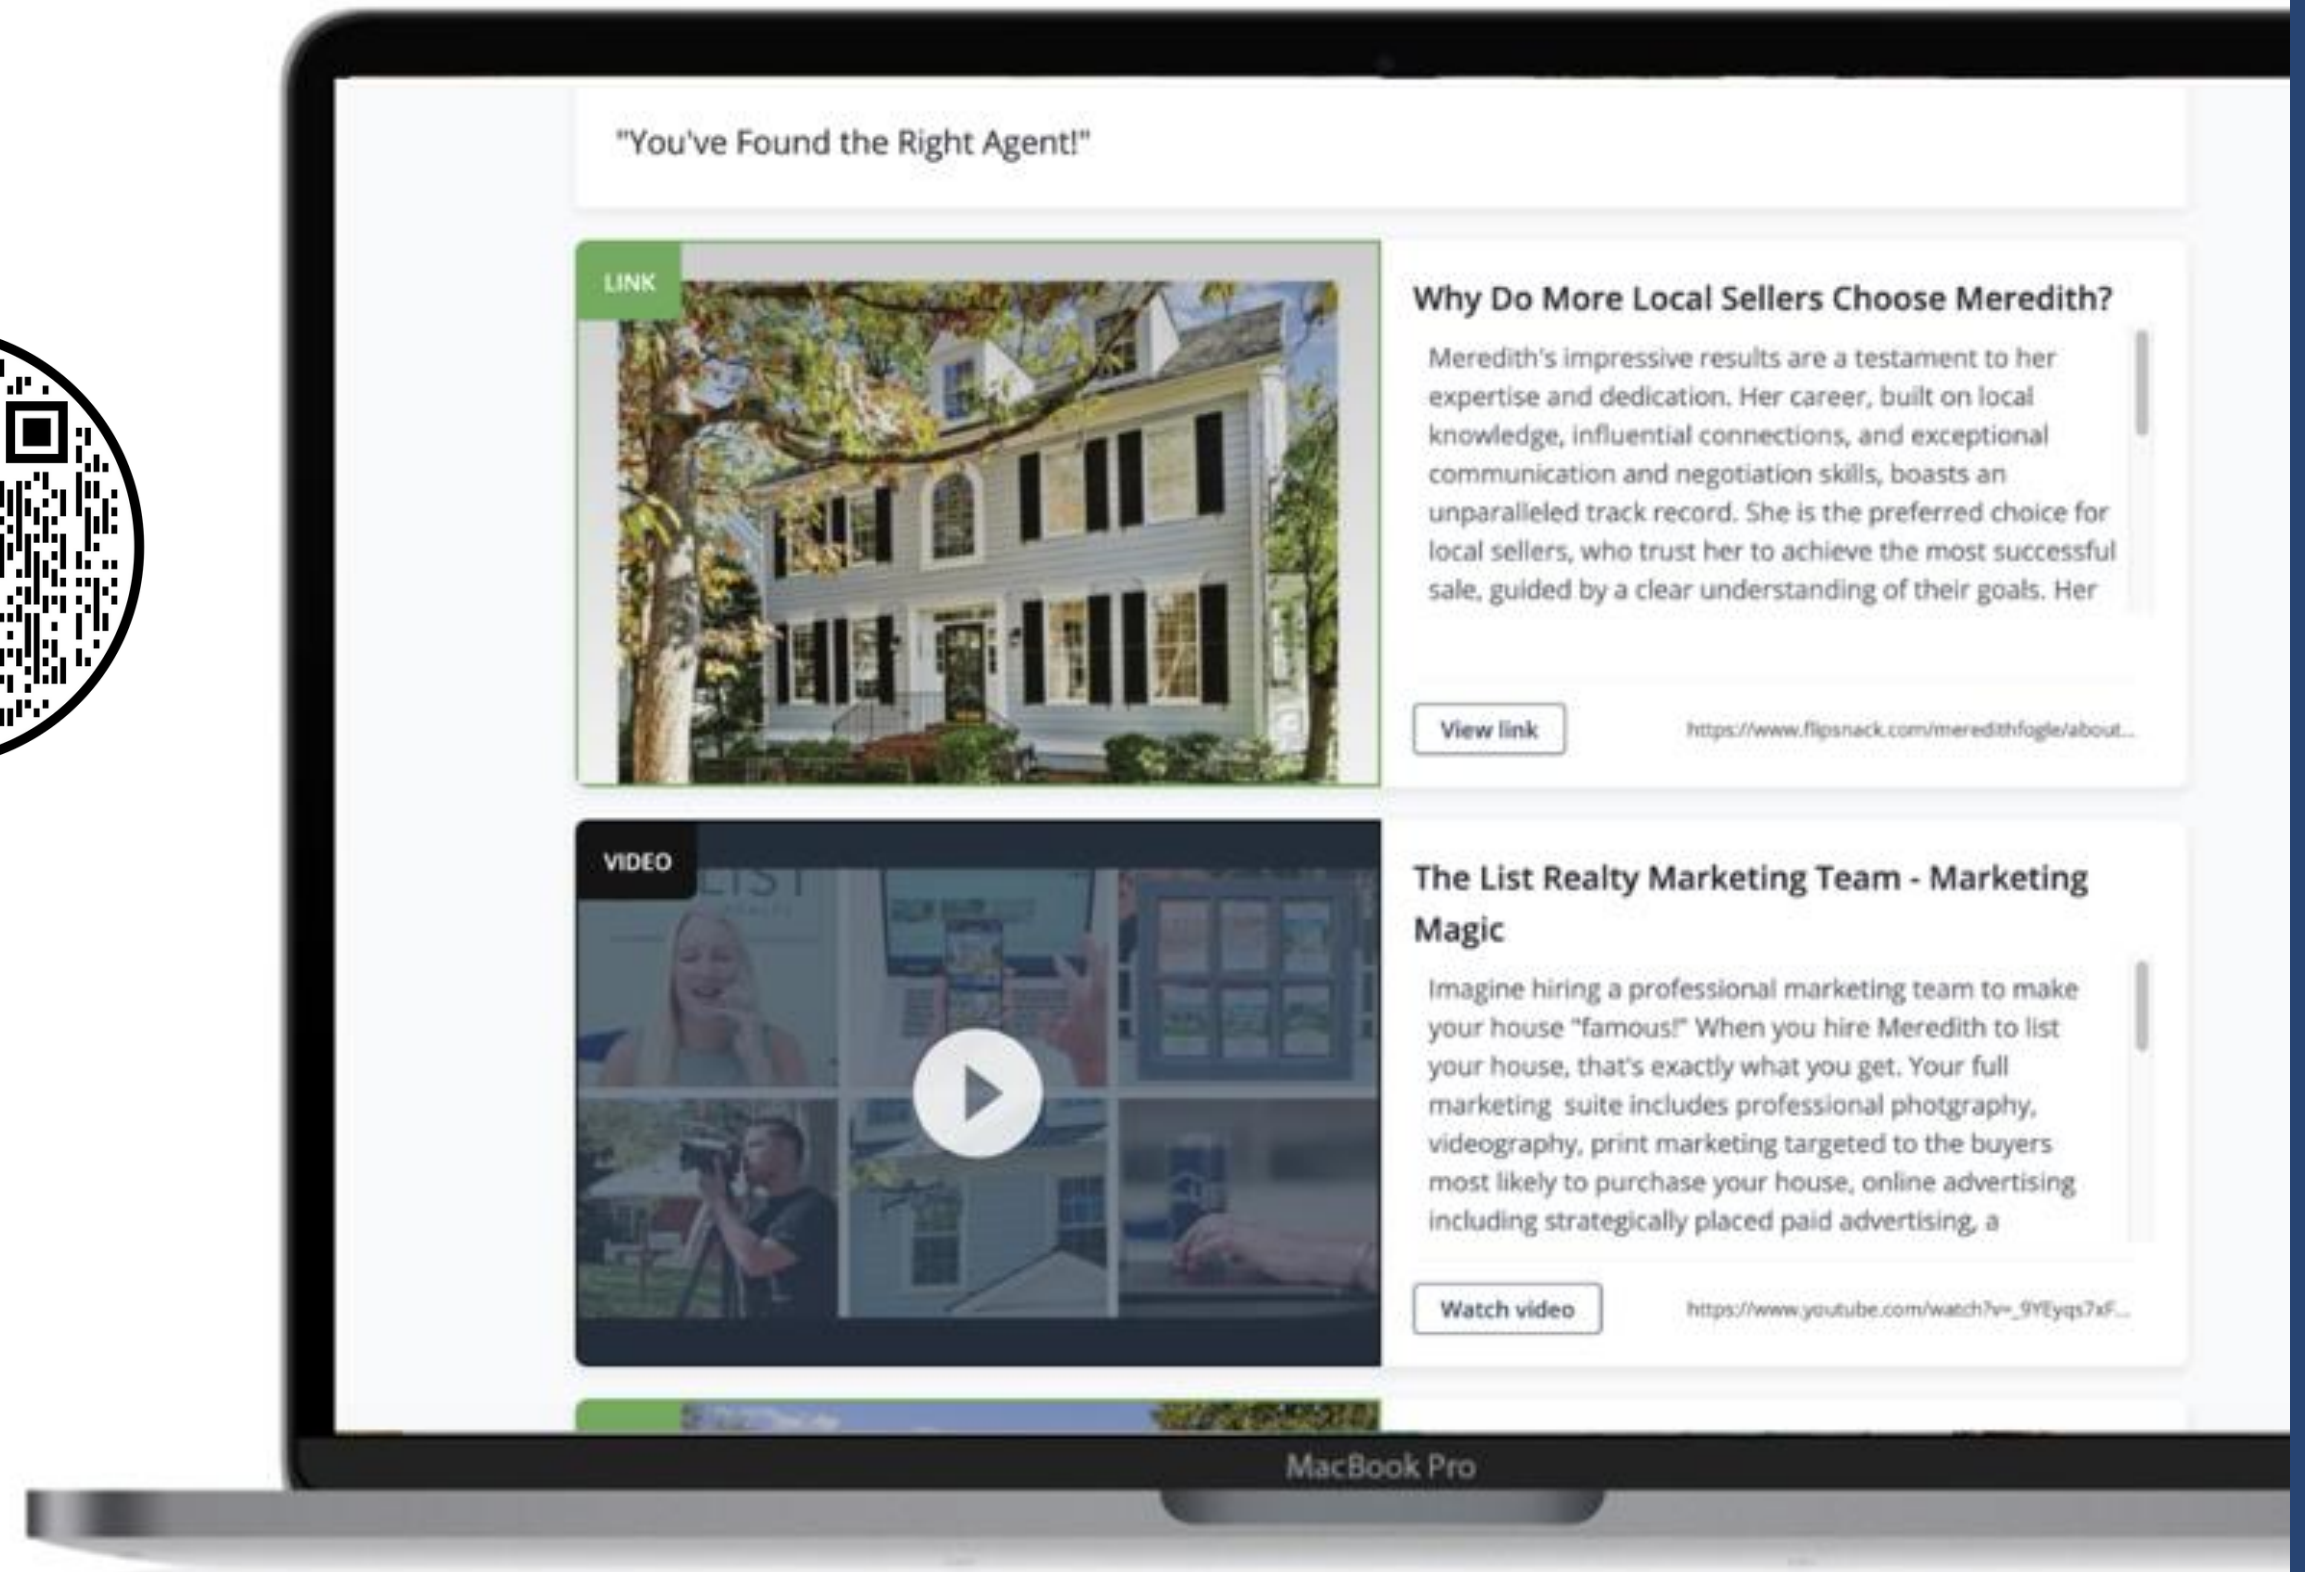 "You've Found the Right Agent!"
LINK
Why Do More Local Sellers Choose Meredith?
Meredith's impressive results are a testament to her
expertise and dedication. Her career, built on local
knowledge, influential connections, and exceptional
communication and negotiation skills, boasts an
unparalleled track record. She is the preferred choice for
local sellers, who trust her to achieve the most successful
sale, guided by a clear understanding of their goals. Her
View link
https://www.flipsnack.com/meredithfogle/about...
VIDEO
LIST
The List Realty Marketing Team - Marketing
Magic
Imagine hiring a professional marketing team to make
your house "famous!" When you hire Meredith to list
your house, that's exactly what you get. Your full
marketing  suite includes professional photgraphy,
videography, print marketing targeted to the buyers
most likely to purchase your house, online advertising
including strategically placed paid advertising, a
Watch video
https://www.youtube.com/watch?v=_9YEyqs7xF...
MacBook Pro